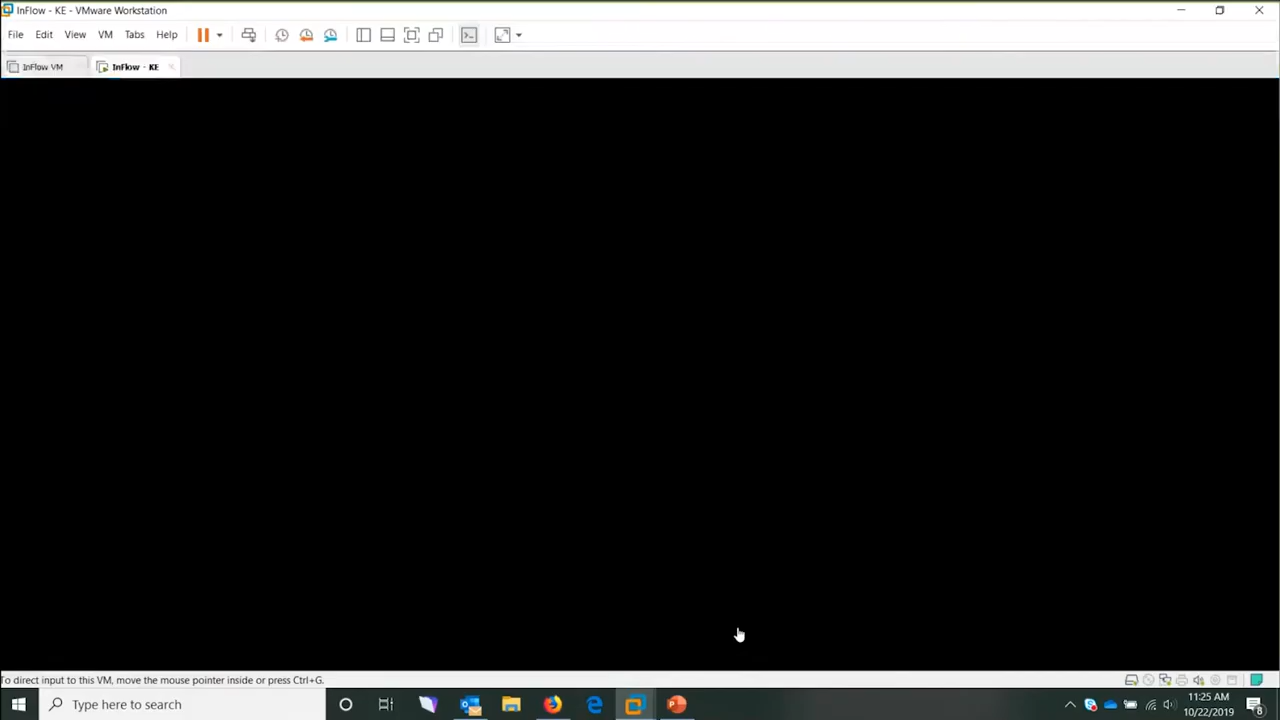 InFlow - KE - VMware Workstation
File Edit View VM Tabs Help
InFlow VM InFlow - KE
To direct input to this VM, move the mouse pointer inside or press Ctrl+G.
Type here to search
11:25 AM
10/22/2019
8